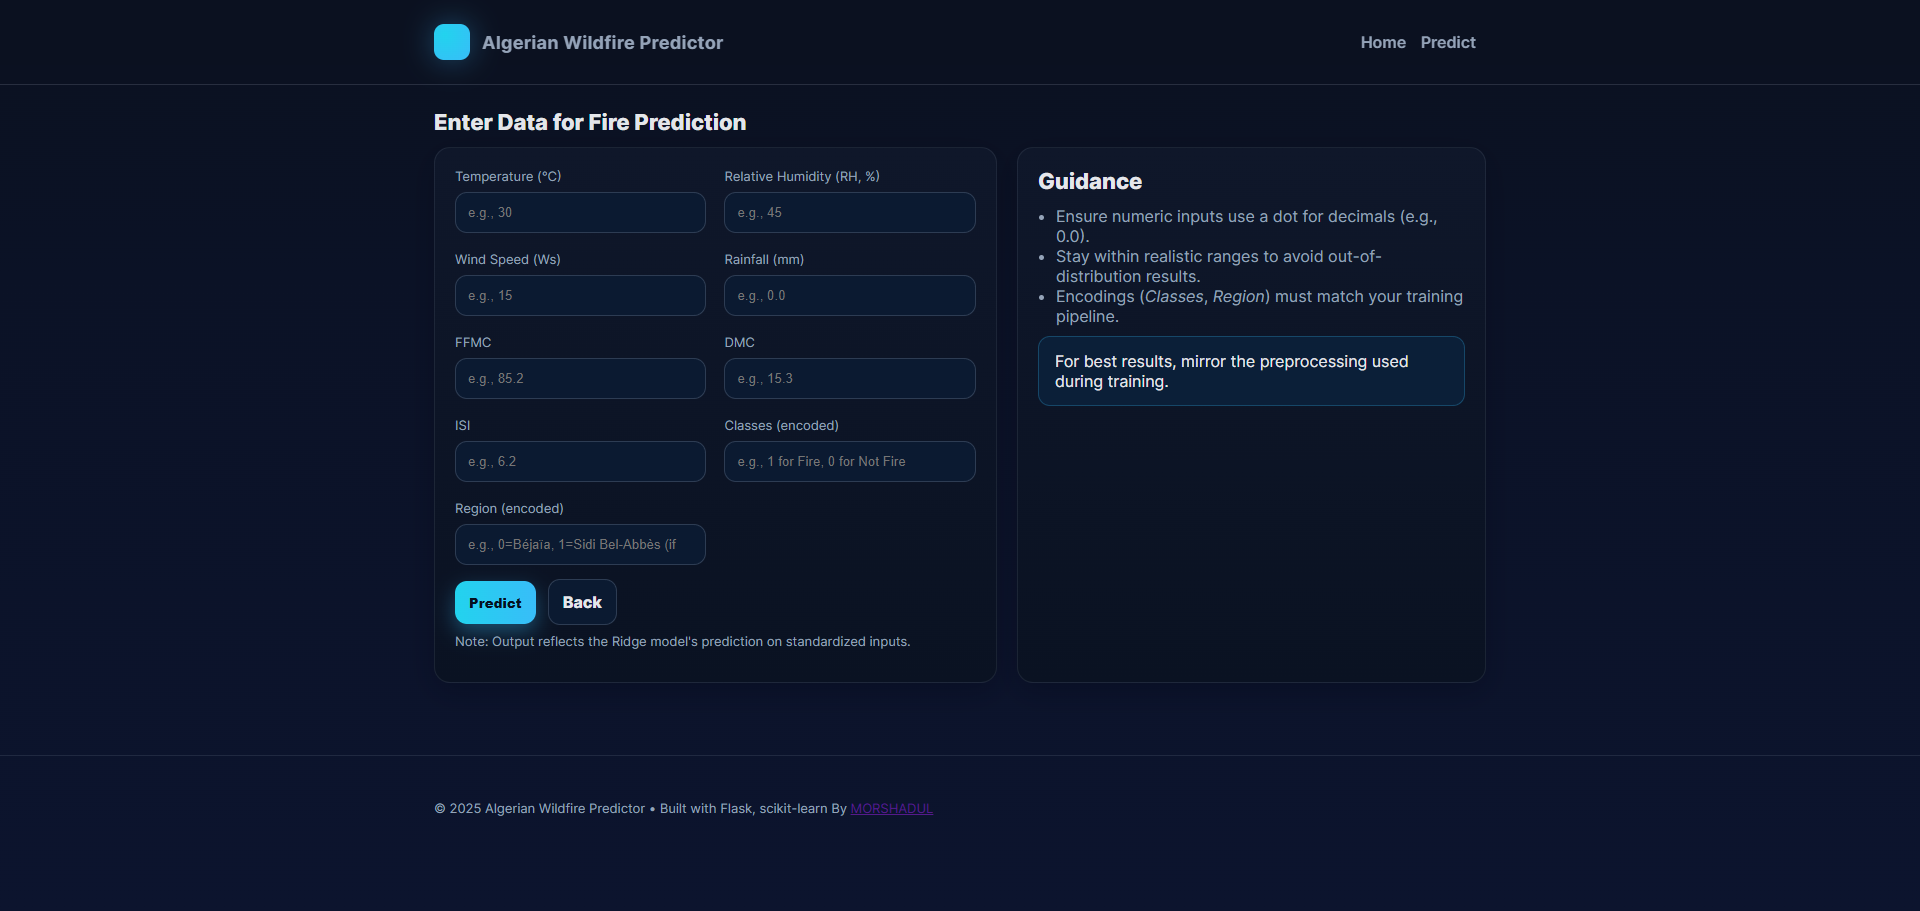 Algerian Wildfire Predictor
Home Predict
Enter Data for Fire Prediction
Temperature (°C)
e.g., 30
Relative Humidity (RH, %)
e.g., 45
Wind Speed (Ws)
e.g., 15
Rainfall (mm)
e.g., 0.0
FFMC
e.g., 85.2
DMC
e.g., 15.3
ISI
e.g., 6.2
Classes (encoded)
e.g., 1 for Fire, 0 for Not Fire
Region (encoded)
e.g., 0=Béjaïa, 1=Sidi Bel-Abbès (if
Predict
Back
Note: Output reflects the Ridge model's prediction on standardized inputs.
Guidance
• Ensure numeric inputs use a dot for decimals (e.g.,
0.0).
• Stay within realistic ranges to avoid out-of-
distribution results.
• Encodings (Classes, Region) must match your training
pipeline.
For best results, mirror the preprocessing used
during training.
© 2025 Algerian Wildfire Predictor • Built with Flask, scikit-learn By MORSHADUL